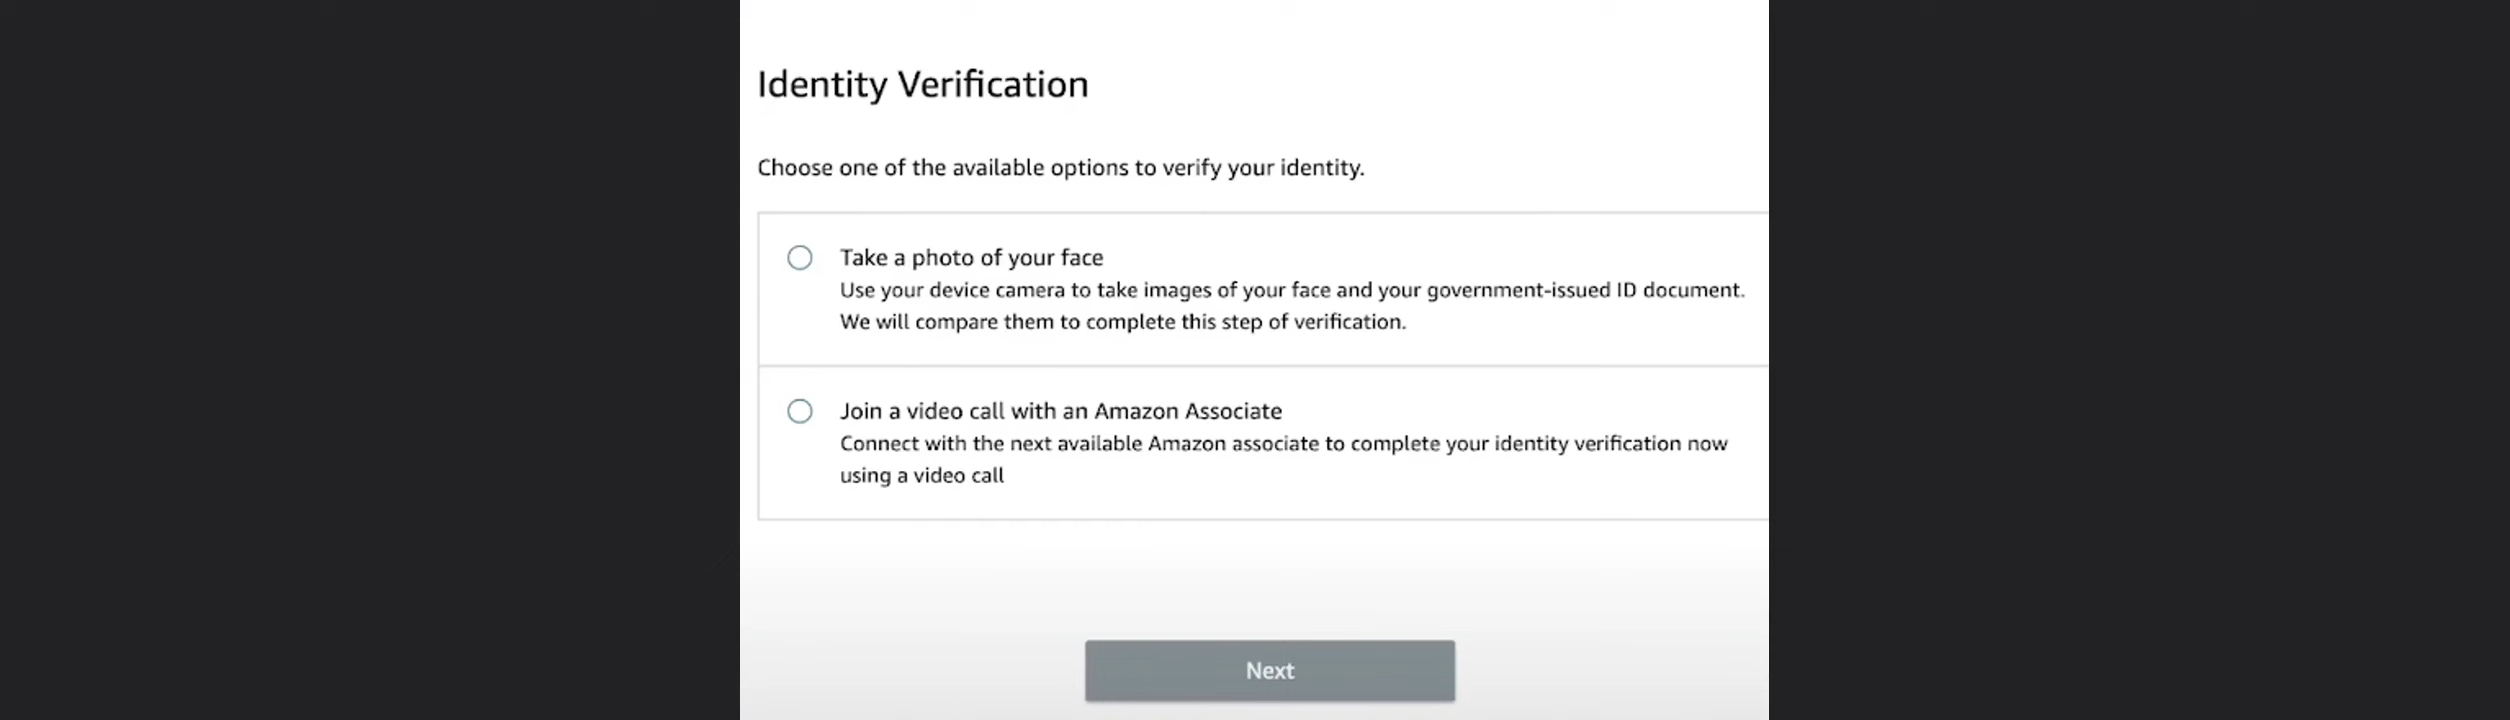 Identity Verification
Choose one of the available options to verify your identity.
Take a photo of your face
Use your device camera to take images of your face and your government-issued ID document.
We will compare them to complete this step of verification.
Join a video call with an Amazon Associate
Connect with the next available Amazon associate to complete your identity verification now
using a video call
Next